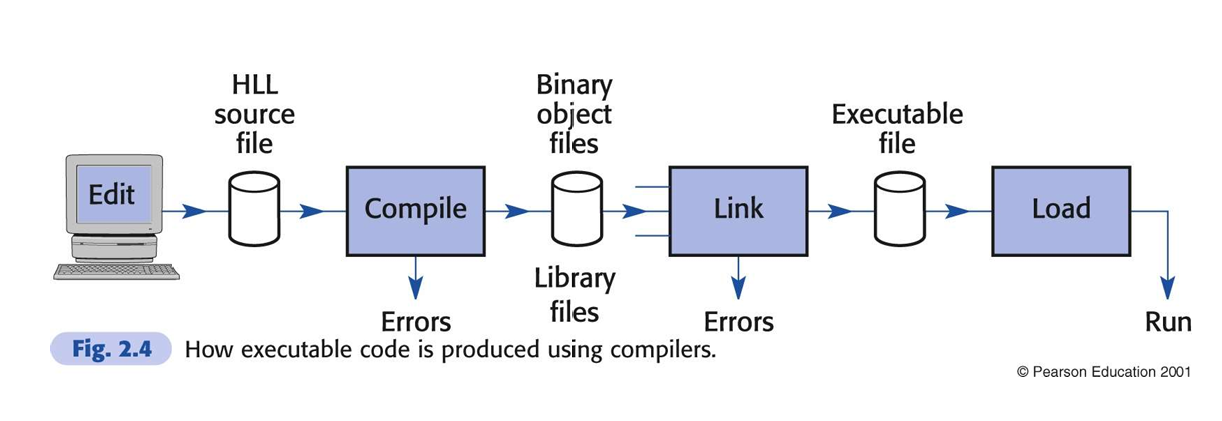 HLL
source
file
Binary
object
files
Executable
file
Edit
Compile
Link
Load
Library
files
Errors
Errors
Run
Fig. 2.4 How executable code is produced using compilers.
© Pearson Education 2001